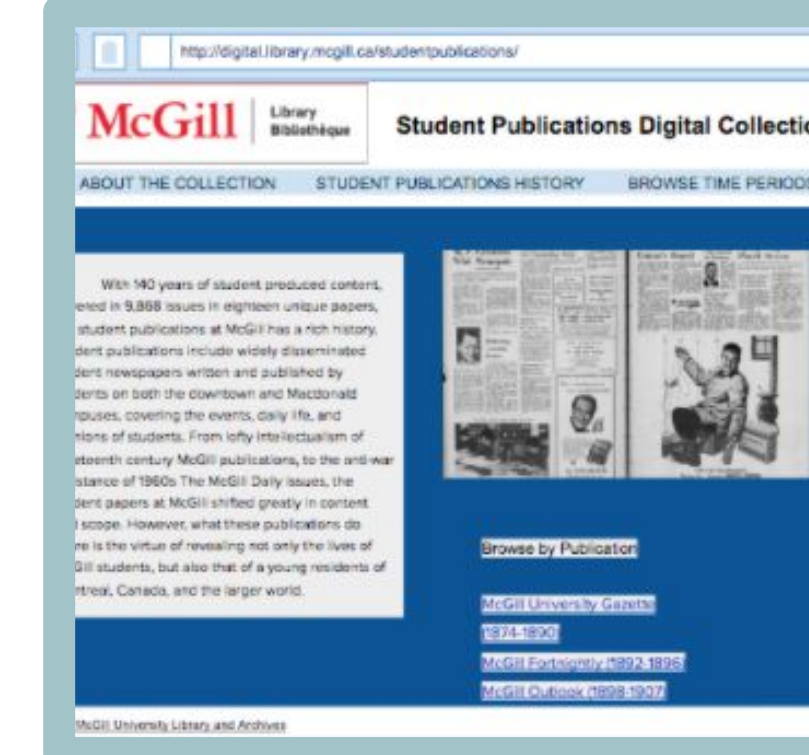 http://digital.library.mcgill.ca/studentpublications/
McGill
Library
Bibliothèque
Student Publications Digital Collectio
ABOUT THE COLLECTION
STUDENT PUBLICATIONS HISTORY
BROWSE TIME PERIODS
With 140 years of student produced content,
ered in 9,868 issues in eighteen unique papers,
student publications at McGill has a rich history.
dent publications include widely disseminated
dent newspapers written and published by
dents on both the downtown and Macdonald
mpuses, covering the events, daily life, and
nions of students. From lofty intellectualism of
eteenth century McGill publications, to the anti-war
stance of 1960s The McGill Daily issues, the
dent papers at McGill shifted greatly in content
scope. However, what these publications do
re is the virtue of revealing not only the lives of
Gill students, but also that of a young residents of
ntreal, Canada, and the larger world.
Browse by Publication
McGill University Gazette
(1874-1890)
McGill Fortnightly (1892-1896)
McGill Outlook (1898-1907)
McGill University Library and Archives